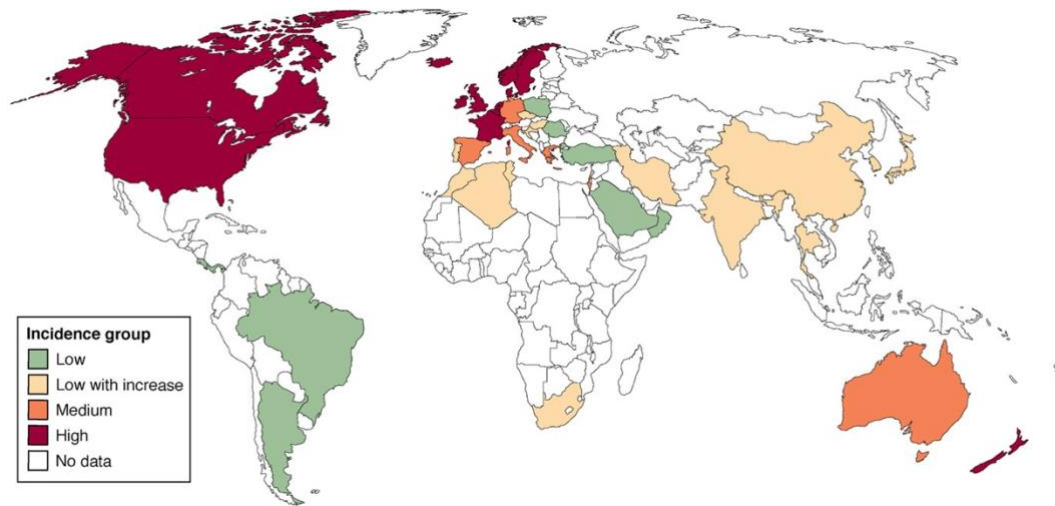 Incidence group
Low
Low with increase
Medium
High
No data